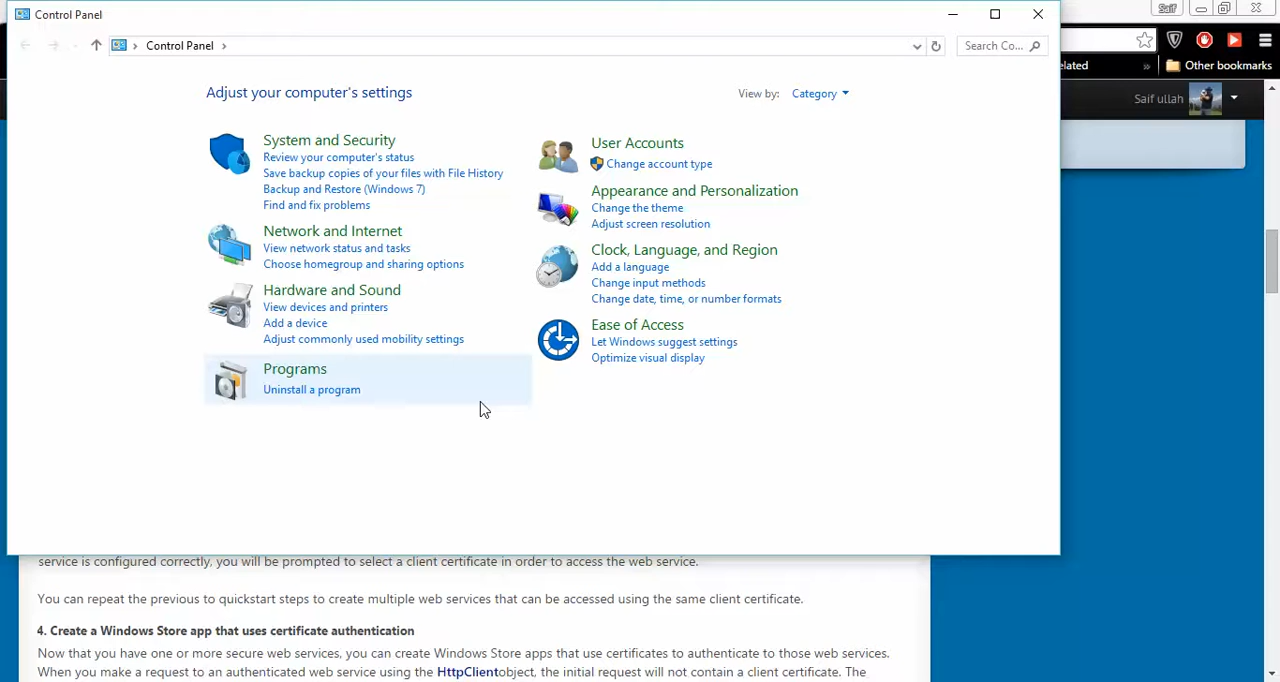 Control Panel
Saif
Control Panel
Search Co...
elated
»
Other bookmarks
Adjust your computer's settings
View by: Category
Saif ullah
System and Security
Review your computer's status
Save backup copies of your files with File History
Backup and Restore (Windows 7)
Find and fix problems
Network and Internet
View network status and tasks
Choose homegroup and sharing options
Hardware and Sound
View devices and printers
Add a device
Adjust commonly used mobility settings
Programs
Uninstall a program
User Accounts
Change account type
Appearance and Personalization
Change the theme
Adjust screen resolution
Clock, Language, and Region
Add a language
Change input methods
Change date, time, or number formats
Ease of Access
Let Windows suggest settings
Optimize visual display
service is configured correctly, you will be prompted to select a client certificate in order to access the web service.
You can repeat the previous to quickstart steps to create multiple web services that can be accessed using the same client certificate.
4. Create a Windows Store app that uses certificate authentication
Now that you have one or more secure web services, you can create Windows Store apps that use certificates to authenticate to those web services.
When you make a request to an authenticated web service using the HttpClientobject, the initial request will not contain a client certificate. The